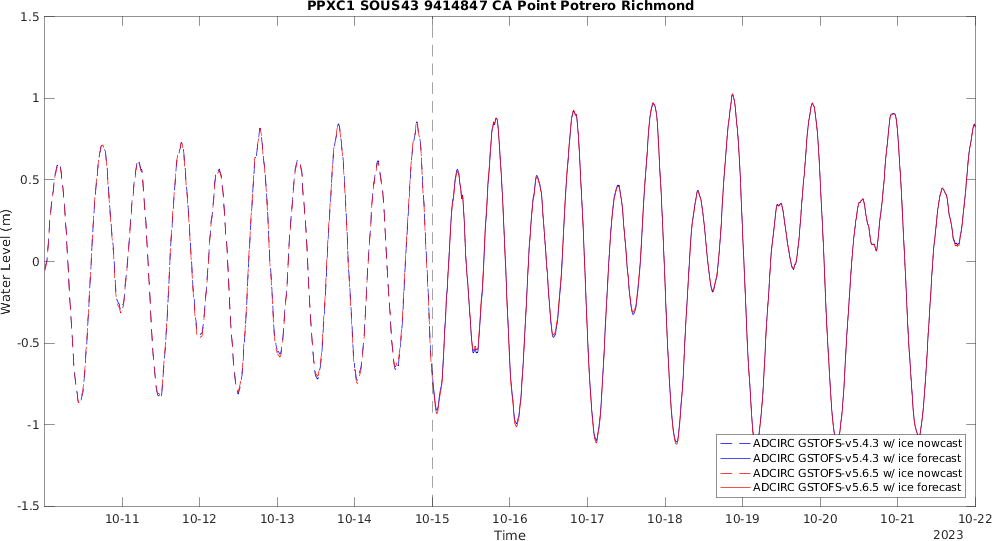 PPXC1 SOUS43 9414847 CA Point Potrero Richmond
1.5
1
0.5
0
-0.5
-1
-1.5
Water Level (m)
10-11 10-12 10-13 10-14 10-15 10-16 10-17 10-18 10-19 10-20 10-21 10-22
Time
2023
ADCIRC GSTOFS-v5.4.3 w/ ice nowcast
ADCIRC GSTOFS-v5.4.3 w/ ice forecast
ADCIRC GSTOFS-v5.6.5 w/ ice nowcast
ADCIRC GSTOFS-v5.6.5 w/ ice forecast